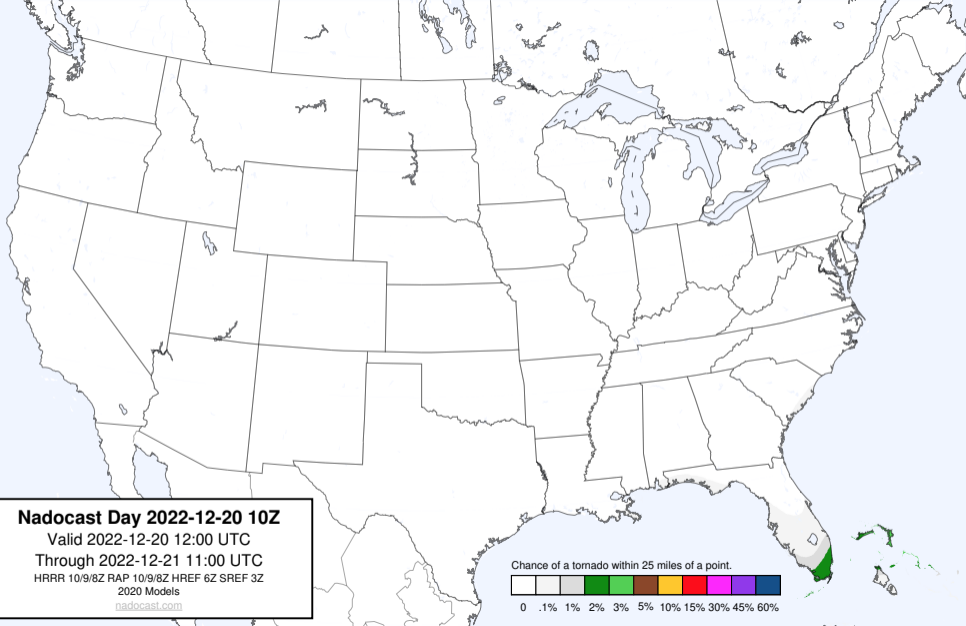 Nadocast Day 2022-12-20 10Z
Valid 2022-12-20 12:00 UTC
Through 2022-12-21 11:00 UTC
HRRR 10/9/8Z RAP 10/9/8Z HREF 6Z SREF 3Z
2020 Models
nadocast.com
Chance of a tornado within 25 miles of a point.
0 .1% 1% 2% 3% 5% 10% 15% 30% 45% 60%